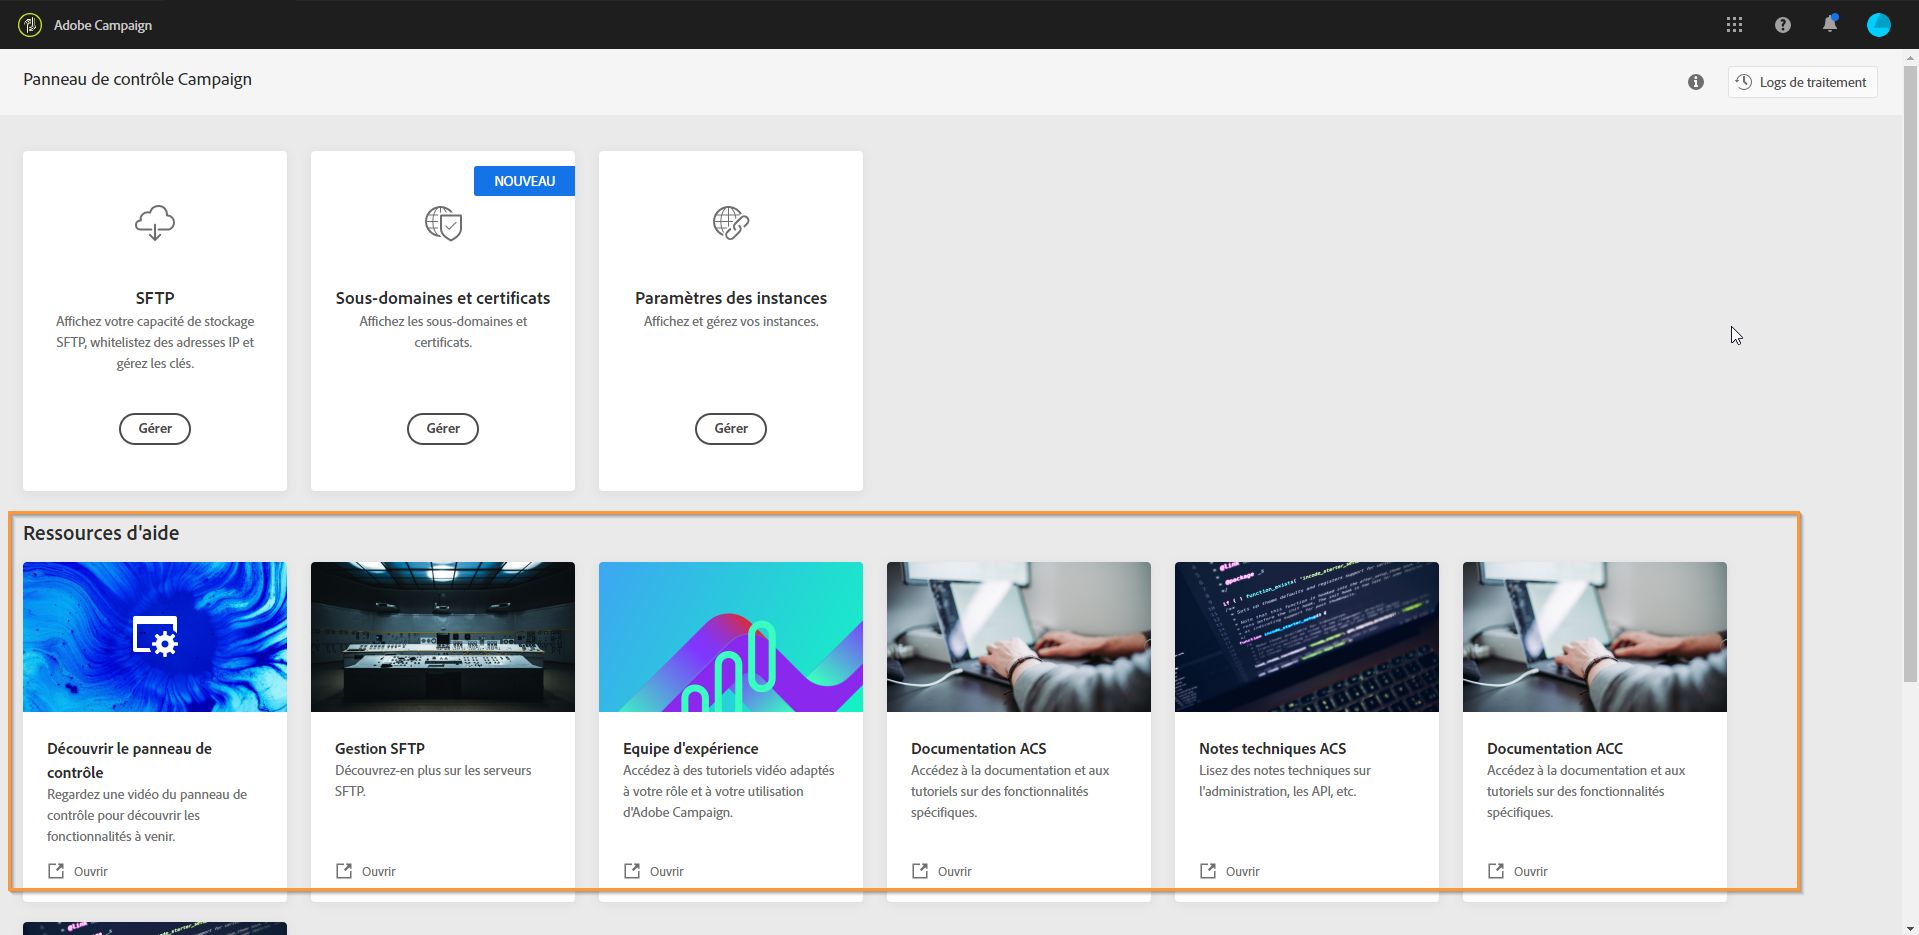 Adobe Campaign
Panneau de contrôle Campaign
Logs de traitement
NOUVEAU
SFTP
Affichez votre capacité de stockage
SFTP, whitelistez des adresses IP et
gérez les clés.
Gérer
Sous-domaines et certificats
Affichez les sous-domaines et
certificats.
Gérer
Paramètres des instances
Affichez et gérez vos instances.
Gérer
Ressources d'aide
Découvrir le panneau de
contrôle
Regardez une vidéo du panneau de
contrôle pour découvrir les
fonctionnalités à venir.
Ouvrir
Gestion SFTP
Découvrez-en plus sur les serveurs
SFTP.
Ouvrir
Equipe d'expérience
Accédez à des tutoriels vidéo adaptés
à votre rôle et à votre utilisation
d'Adobe Campaign.
Ouvrir
Documentation ACS
Accédez à la documentation et aux
tutoriels sur des fonctionnalités
spécifiques.
Ouvrir
@package
Notes techniques ACS
Lisez des notes techniques sur
l'administration, les API, etc.
Ouvrir
Documentation ACC
Accédez à la documentation et aux
tutoriels sur des fonctionnalités
spécifiques.
Ouvrir